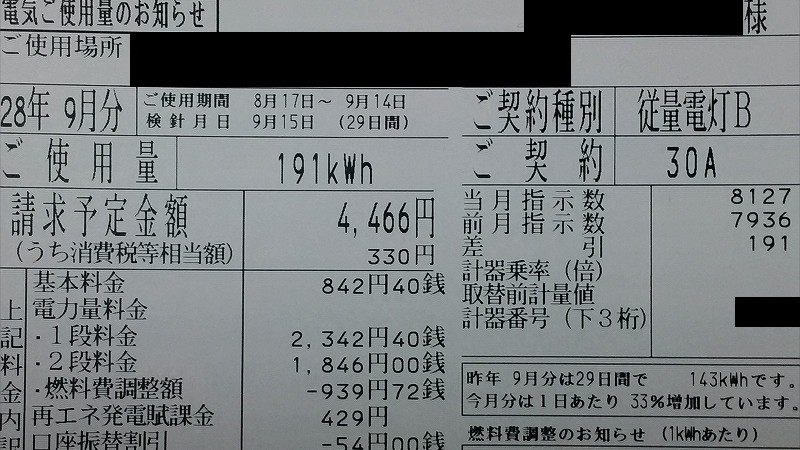 電気ご使用量のお知らせ
様
ご使用場所
28年 9月分
ご使用期間 8月17日～ 9月14日
検針月日 9月15日 (29日間)
ご使用量 191kWh
請求予定金額 4,466円
(うち消費税等相当額) 330円
上記料金内訳
基本料金 842円40銭
電力量料金
・1段料金 2,342円40銭
・2段料金 1,846円00銭
・燃料費調整額 -939円72銭
再エネ発電賦課金 429円
口座振替割引 -54円00銭
ご契約種別 従量電灯B
ご契約 30A
当月指示数 8127
前月指示数 7936
差引 191
計器乗率(倍)
取替前計量値
計器番号(下3桁)
昨年 9月分は29日間で 143kWhです。
今月分は1日あたり 33%増加しています。
燃料費調整のお知らせ (1kWhあたり)